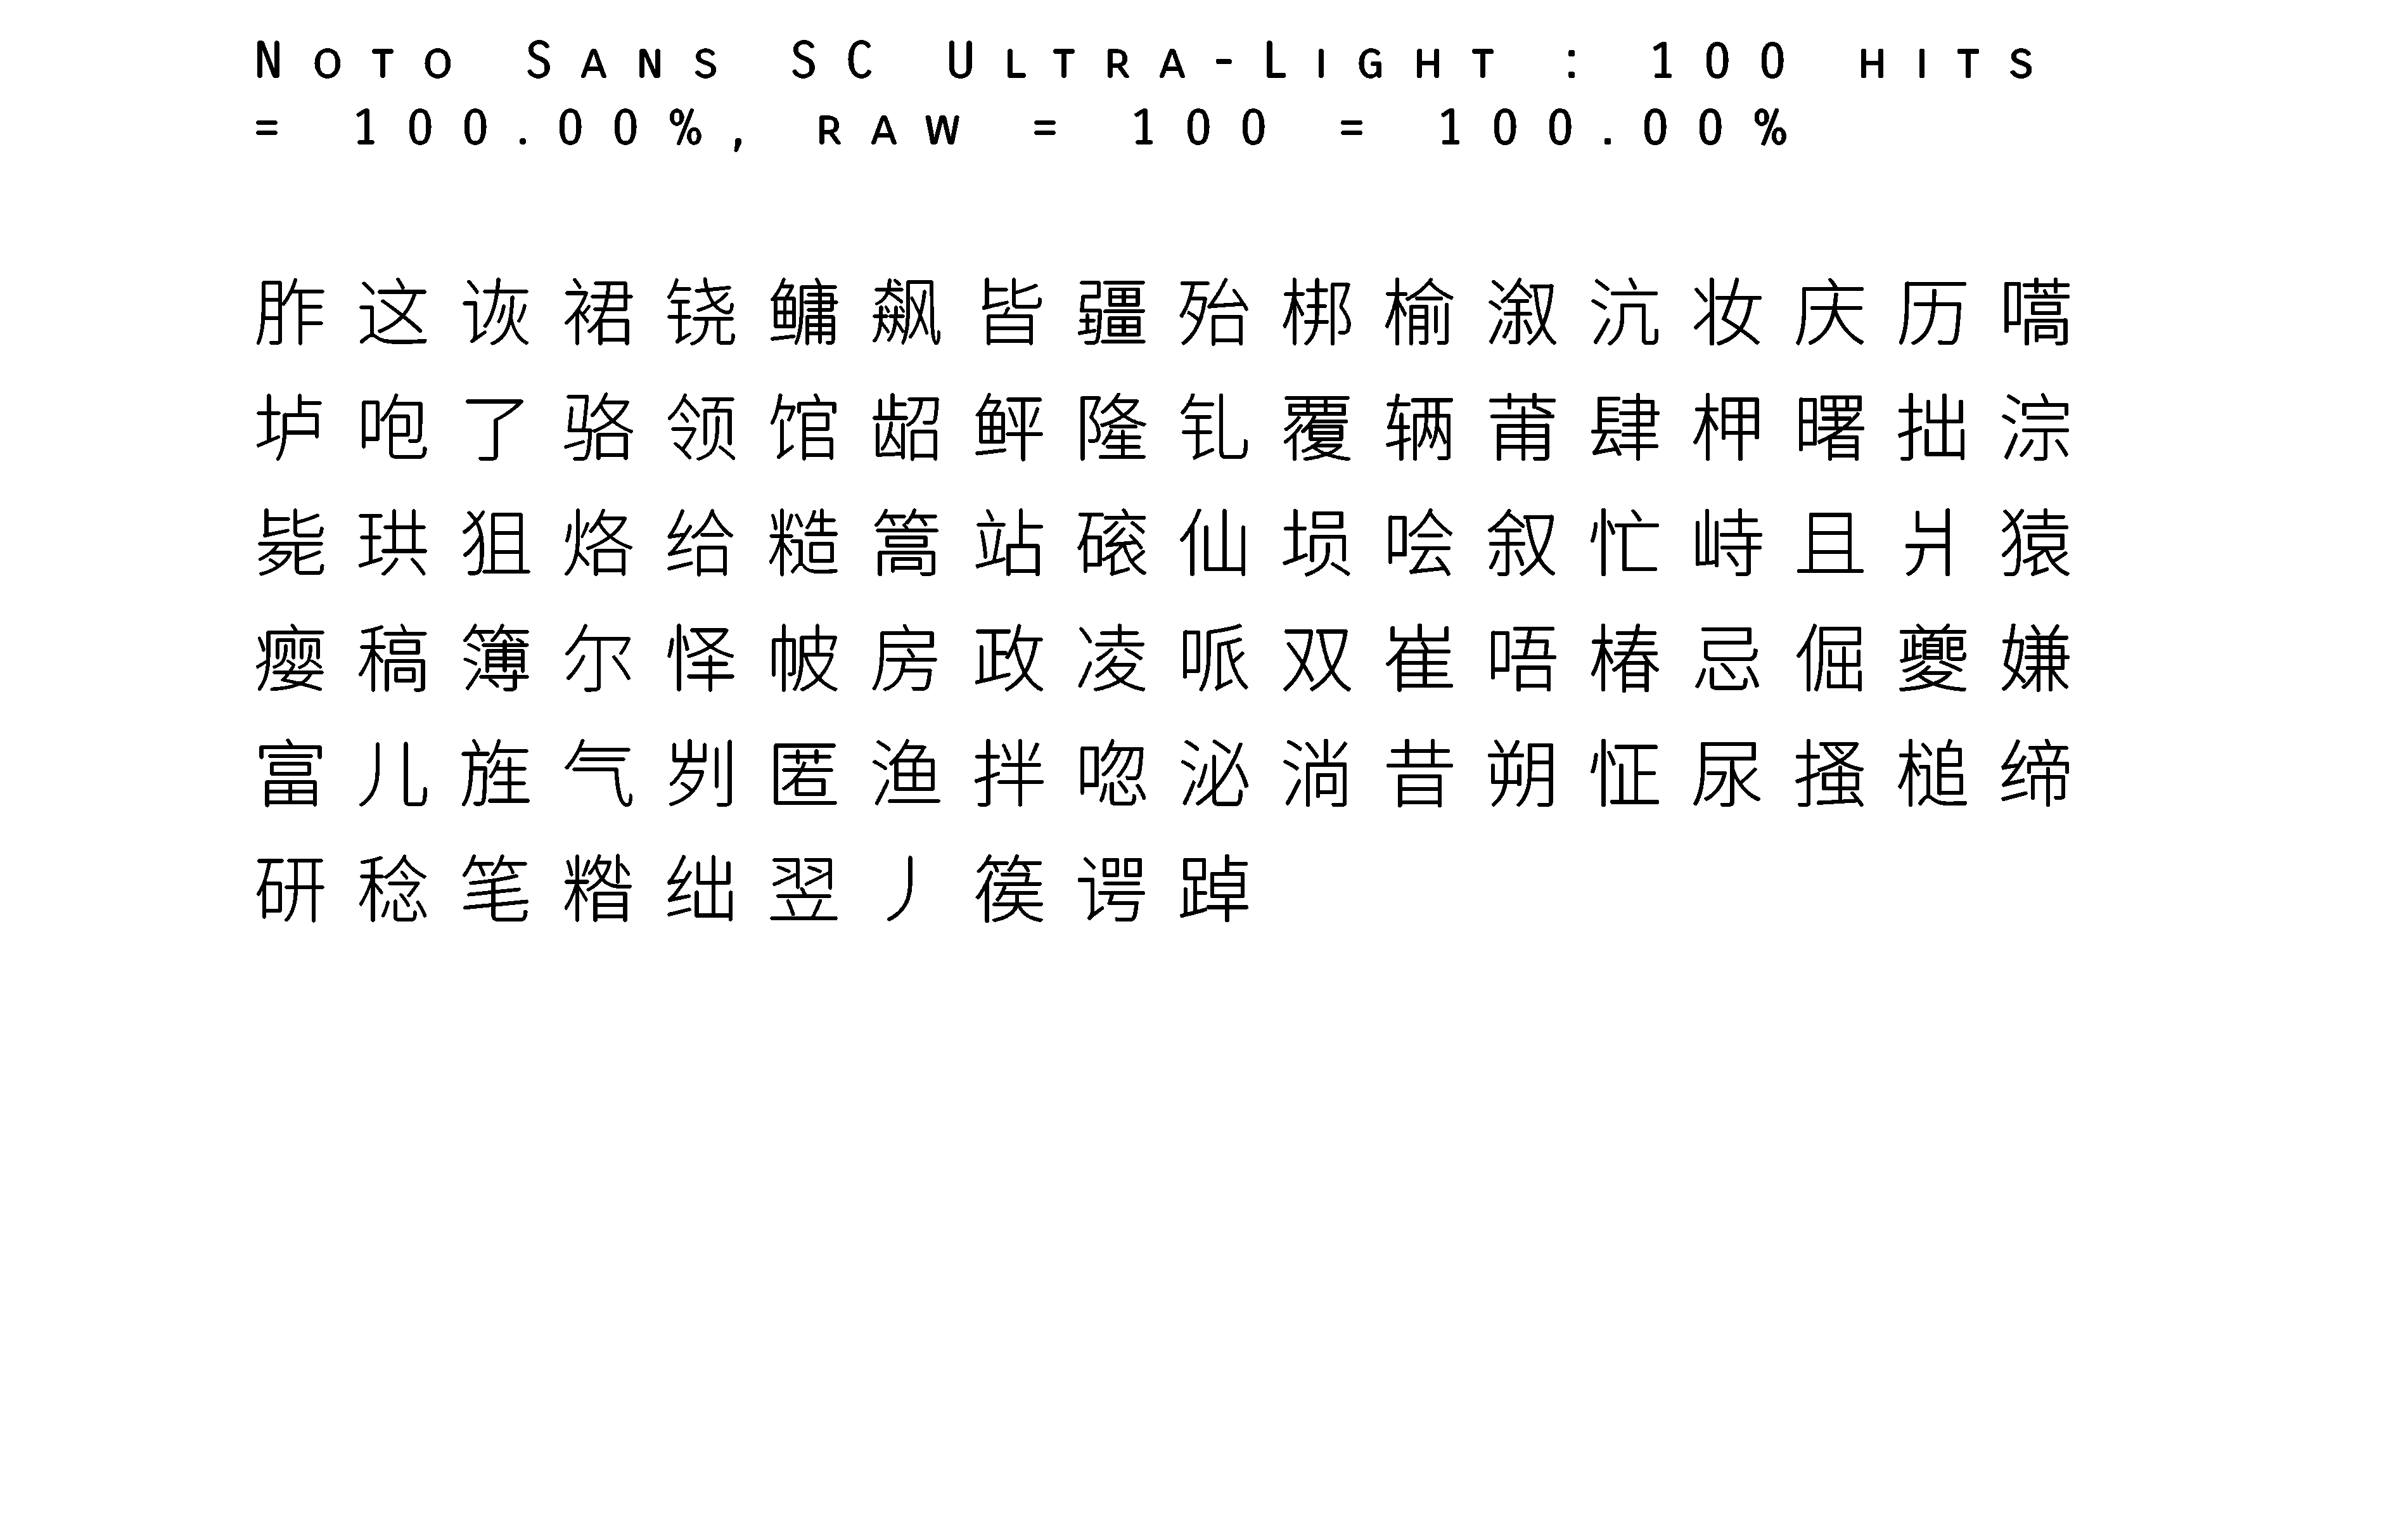 Noto Sans SC Ultra-Light : 100 hits
= 100.00%, raw = 100 = 100.00%
胙这诙裙铙鳙飙皆疆殆梆榆溆沆妆庆历嚆
垆咆了骆领馆龆鲆隆钆覆辆莆肆柙曙拙淙
毙珙狙烙给糙篙站磙仙埙哙叙忙峙且爿猿
瘿稿簿尔怿帔房政凌哌双崔唔椿忌倔夔嫌
富儿旌气刿匿渔拌唿泌淌昔朔怔尿搔槌缔
研稔笔糌绌翌丿篌谔踔